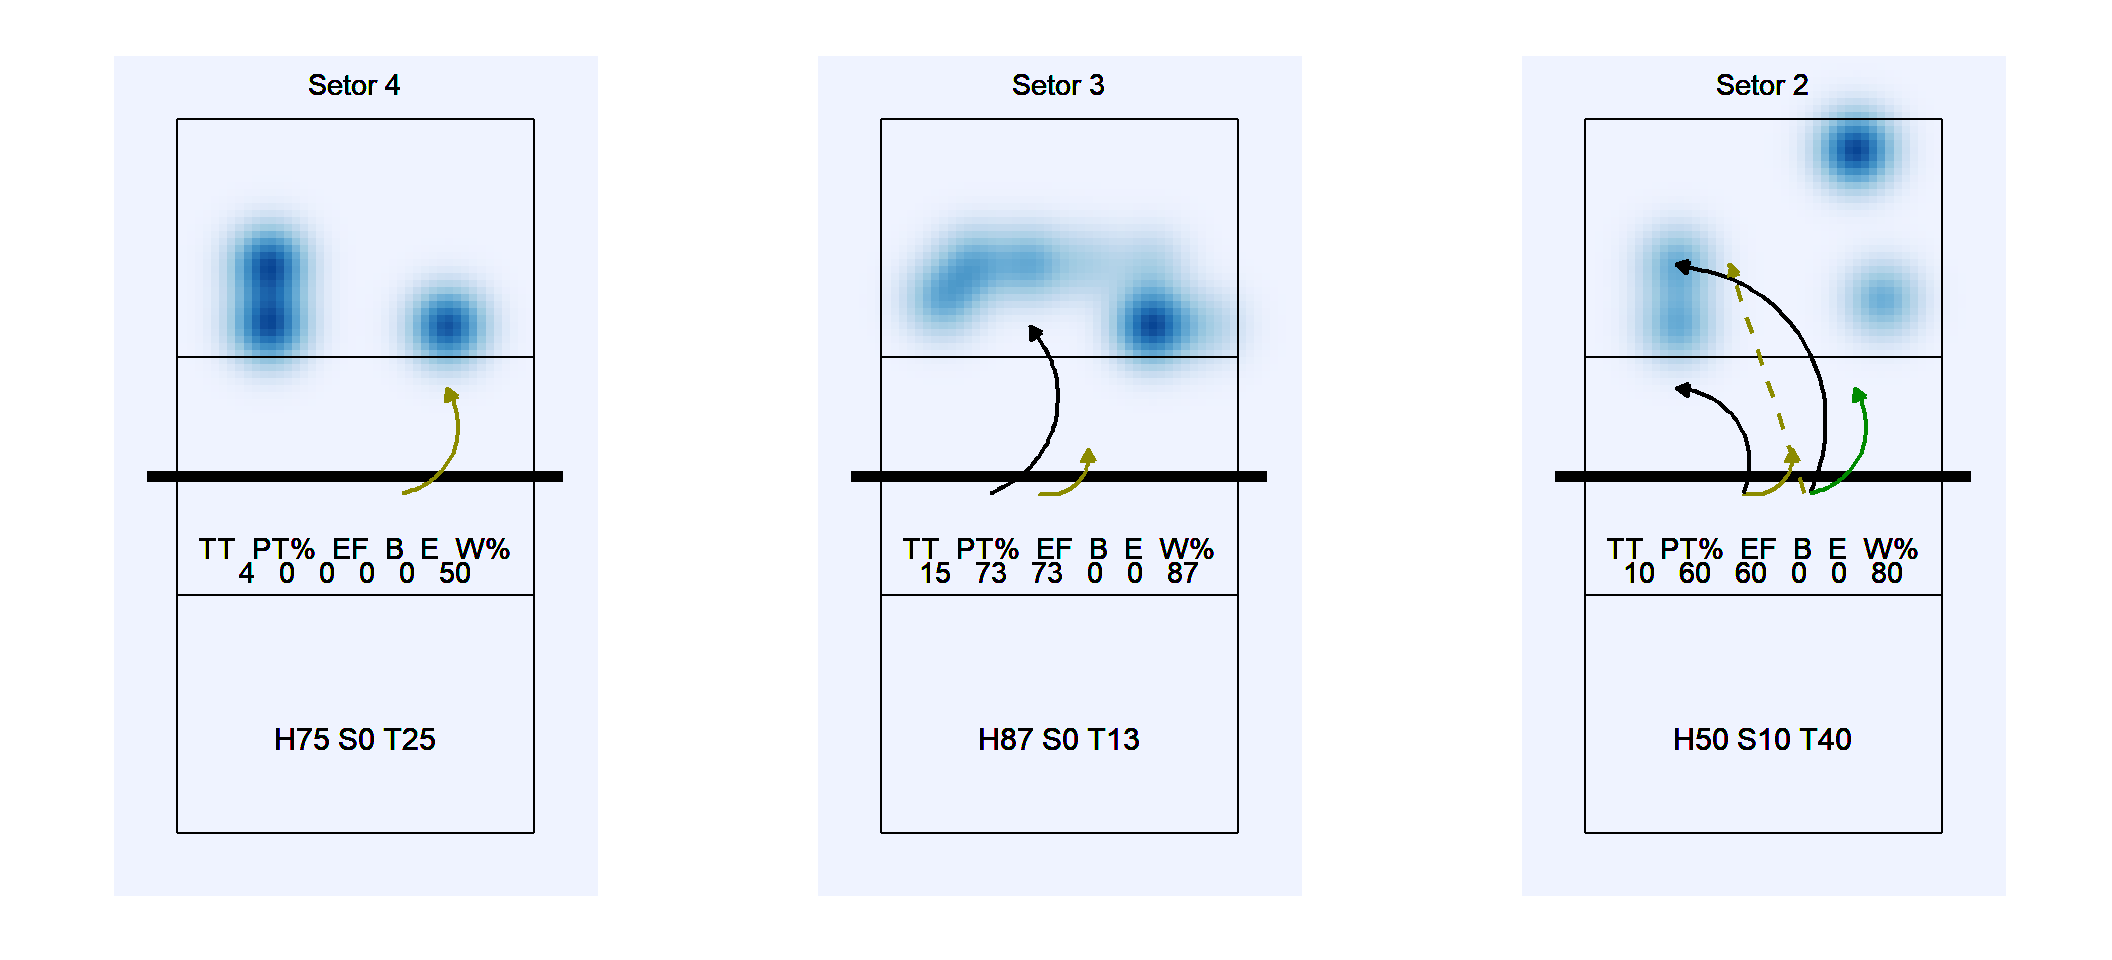 Setor 4
TT PT% EF B E W%
4 0 0 0 0 50
H75 S0 T25
Setor 3
TT PT% EF B E W%
15 73 73 0 0 87
H87 S0 T13
Setor 2
TT PT% EF B E W%
10 60 60 0 0 80
H50 S10 T40